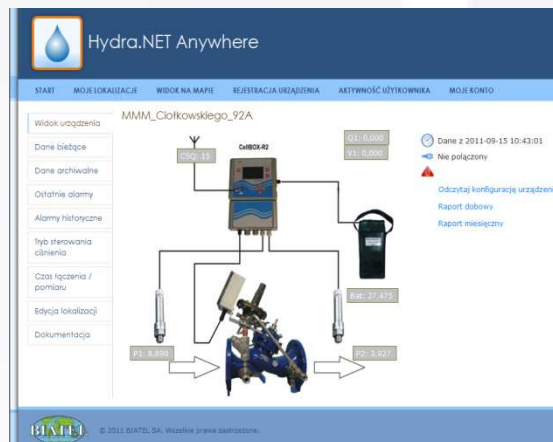 Hydra.NET Anywhere
START MOJE LOKALIZACJE WIDOK NA MAPIE REJESTRACJA URZĄDZENIA AKTYWNOŚĆ UŻYTKOWNIKA MOJE KONTO
Widok urządzenia
Dane bieżące
Dane archiwalne
Ostatnie alarmy
Alarmy historyczne
Tryb sterowania
ciśnienia
Czas łączenia /
pomiaru
Edycja lokalizacji
Dokumentacja
MMM_Ciołkowskiego_92A
CSQ: 15
CellBOX-R2
Q1: 0,000
V1: 0,000
Bat: 27,475
P1: 8,890
P2: 3,927
Dane z 2011-09-15 10:43:01
Nie połączony
Odczytaj konfigurację urządzeni
Raport dobowy
Raport miesięczny
BIATEL
© 2011 BIATEL SA. Wszelkie prawa zastrzeżone.